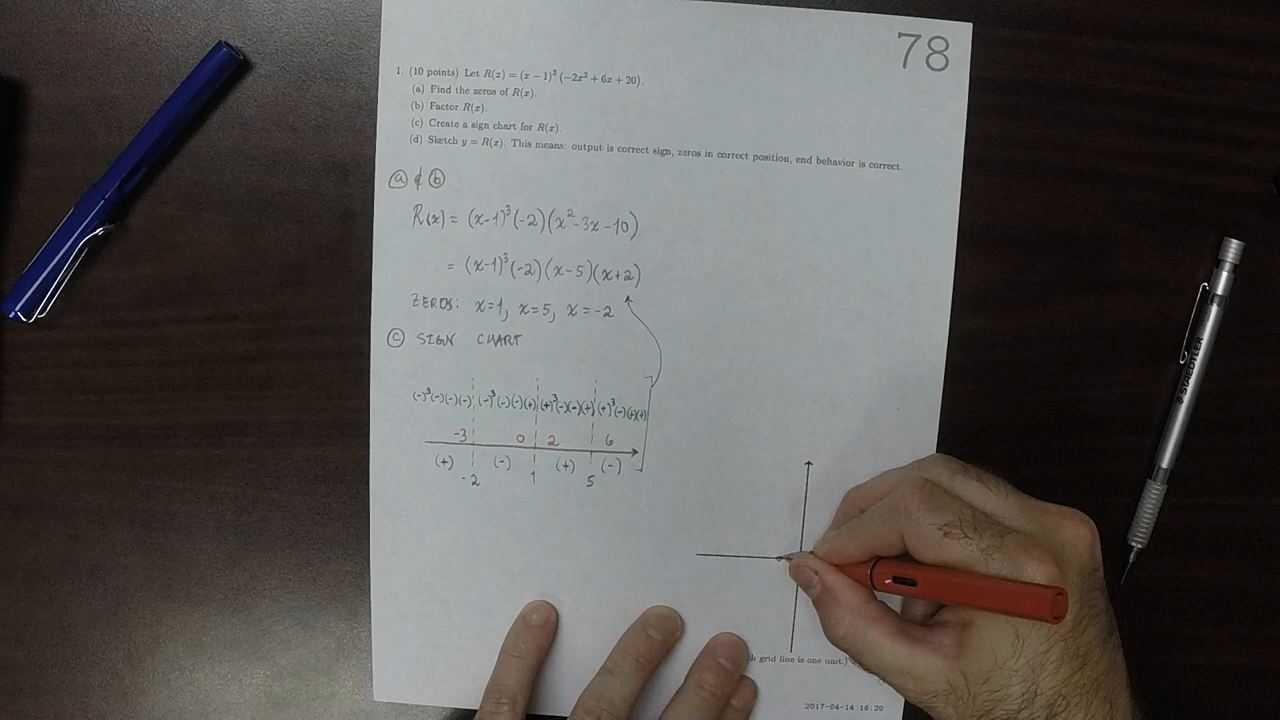 78
1. (10 points) Let R(x) = (x − 1)³ (−2x² + 6x + 20).
(a) Find the zeros of R(x).
(b) Factor R(x).
(c) Create a sign chart for R(x).
(d) Sketch y = R(x). This means: output is correct sign, zeros in correct position, end behavior is correct.
ⓐ & ⓑ
R(x) = (x-1)³(-2)(x²-3x-10)
= (x-1)³(-2)(x-5)(x+2)
ZEROS: x=1, x=5, x=-2
ⓒ SIGN CHART
(-)³(-)(-)(-) (-)³(-)(-)(+) (+)³(-)(-)(+) (+)³(-)(+)(+)
-3 0 2 6
(+) (-) (+) (-)
-2 1 5
grid line is one unit.)
2017-04-14 16:20
STAEDTLER